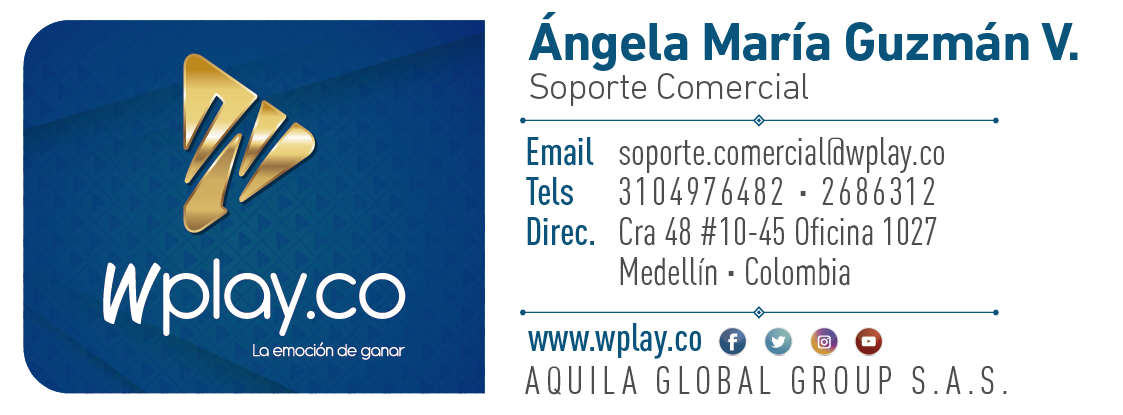 Wplay.co
La emoción de ganar
Ángela María Guzmán V.
Soporte Comercial
Email soporte.comercial@wplay.co
Tels 3104976482 · 2686312
Direc. Cra 48 #10-45 Oficina 1027
Medellín · Colombia
www.wplay.co
AQUILA GLOBAL GROUP S.A.S.